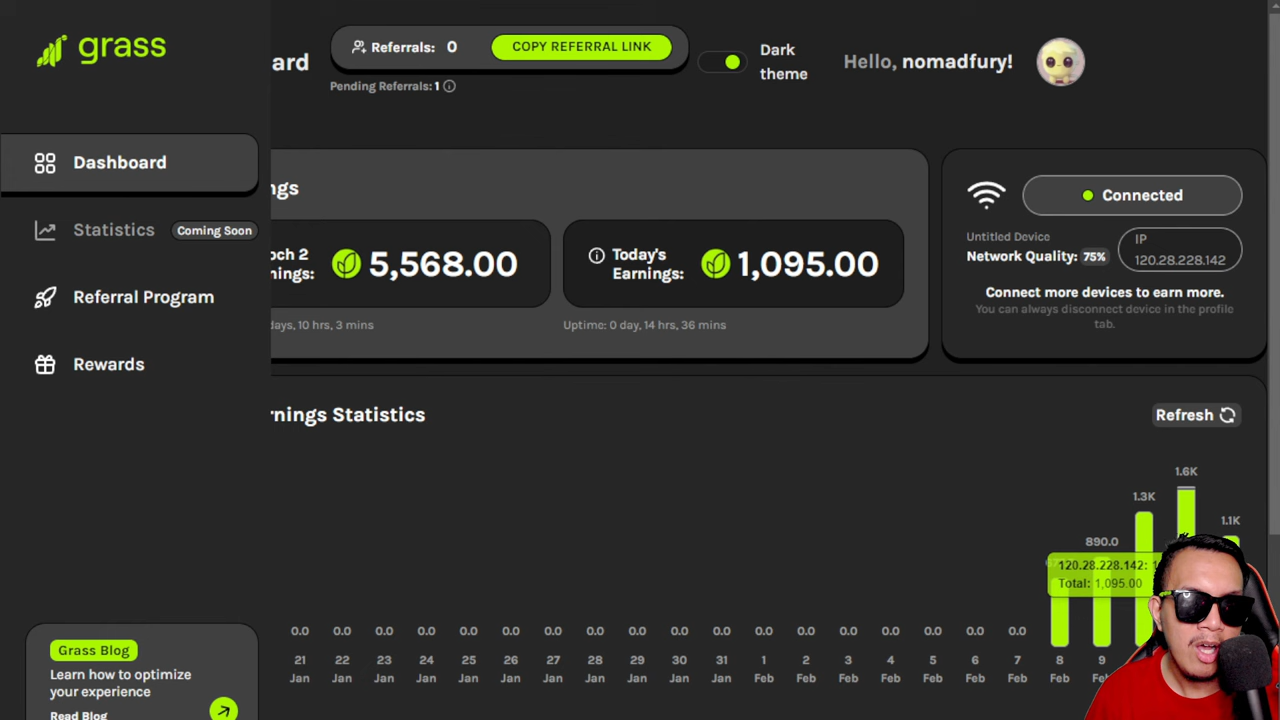 grass
Dashboard
Statistics Coming Soon
Referral Program
Rewards
Grass Blog
Learn how to optimize
your experience
Read Blog
ard
Referrals: 0 COPY REFERRAL LINK
Pending Referrals: 1
Dark
theme
Hello, nomadfury!
ngs
och 2
nings:
5,568.00
days, 10 hrs, 3 mins
Today's
Earnings:
1,095.00
Uptime: 0 day, 14 hrs, 36 mins
Connected
Untitled Device
Network Quality: 75%
IP
120.28.228.142
Connect more devices to earn more.
You can always disconnect device in the profile
tab.
rnings Statistics
Refresh
1.6K
1.3K
1.1K
890.0
120.28.228.142:
Total: 1,095.00
0.0 0.0 0.0 0.0 0.0 0.0 0.0 0.0 0.0 0.0 0.0 0.0 0.0 0.0 0.0 0.0 0.0 0.0
21 22 23 24 25 26 27 28 29 30 31 1 2 3 4 5 6 7 8 9
Jan Jan Jan Jan Jan Jan Jan Jan Jan Jan Jan Feb Feb Feb Feb Feb Feb Feb Feb Feb